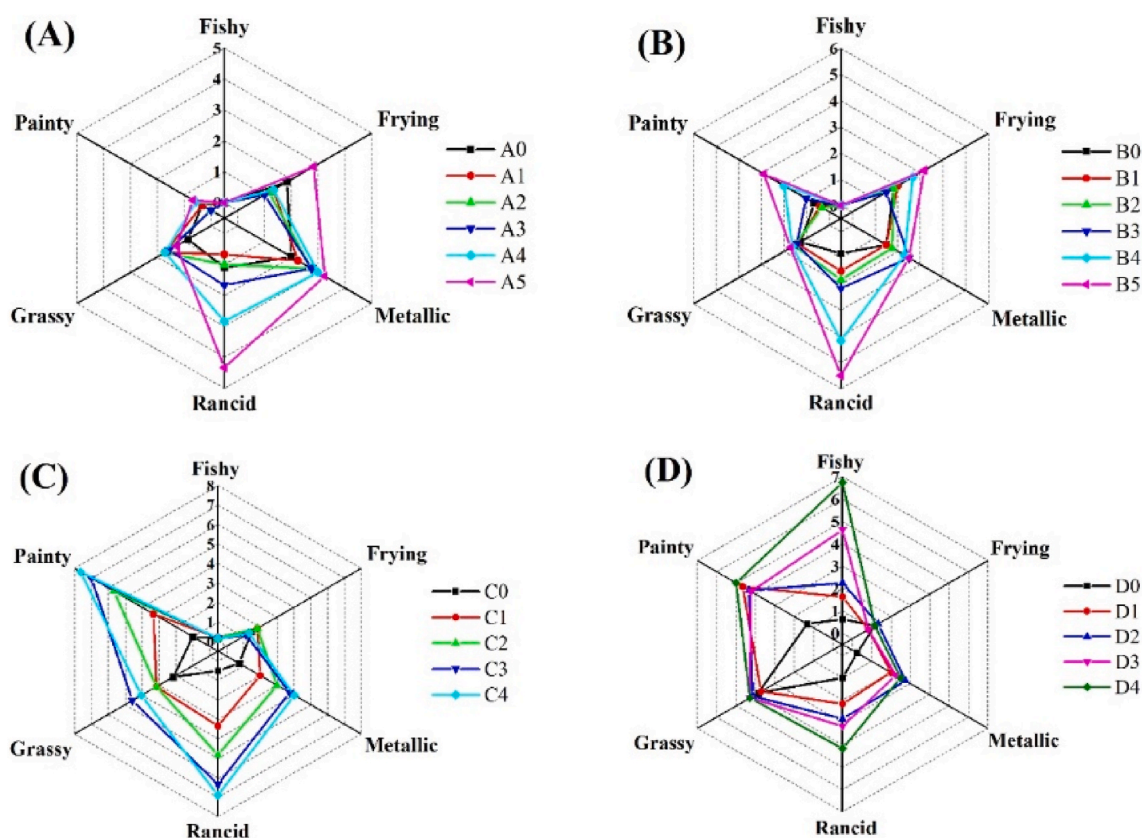 (A)
Fishy
5
4
3
2
1
0
Painty
Frying
Grassy
Metallic
Rancid
A0
A1
A2
A3
A4
A5
(B)
Fishy
6
5
4
3
2
1
0
Painty
Frying
Grassy
Metallic
Rancid
B0
B1
B2
B3
B4
B5
(C)
Fishy
8
7
6
5
4
3
2
1
0
Painty
Frying
Grassy
Metallic
Rancid
C0
C1
C2
C3
C4
(D)
Fishy
7
6
5
4
3
2
1
0
Painty
Frying
Grassy
Metallic
Rancid
D0
D1
D2
D3
D4